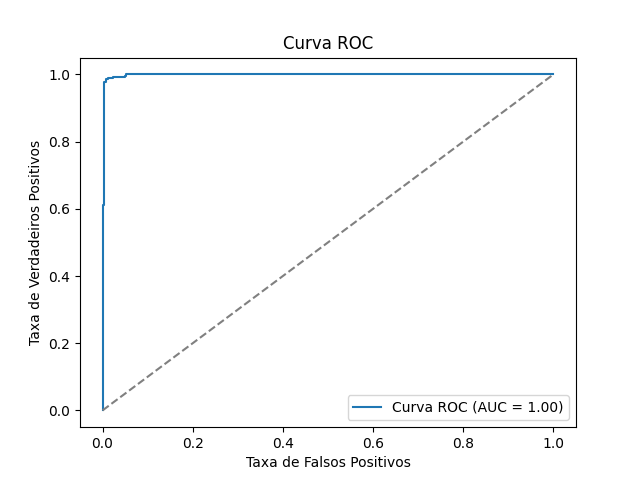 Curva ROC
Taxa de Verdadeiros Positivos
1.0
0.8
0.6
0.4
0.2
0.0
Curva ROC (AUC = 1.00)
0.0 0.2 0.4 0.6 0.8 1.0
Taxa de Falsos Positivos